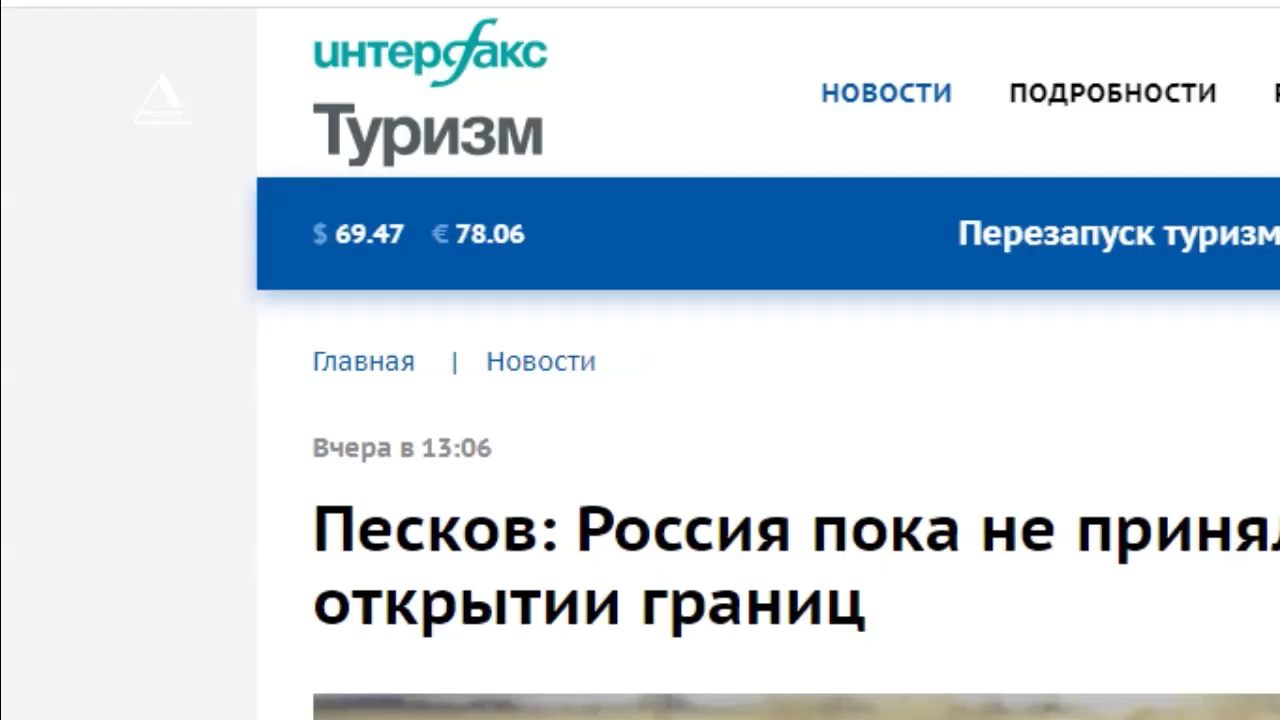 интерфакс
Туризм
НОВОСТИ ПОДРОБНОСТИ
$ 69.47 € 78.06 Перезапуск туризм
Главная | Новости
Вчера в 13:06
Песков: Россия пока не принял
открытии границ